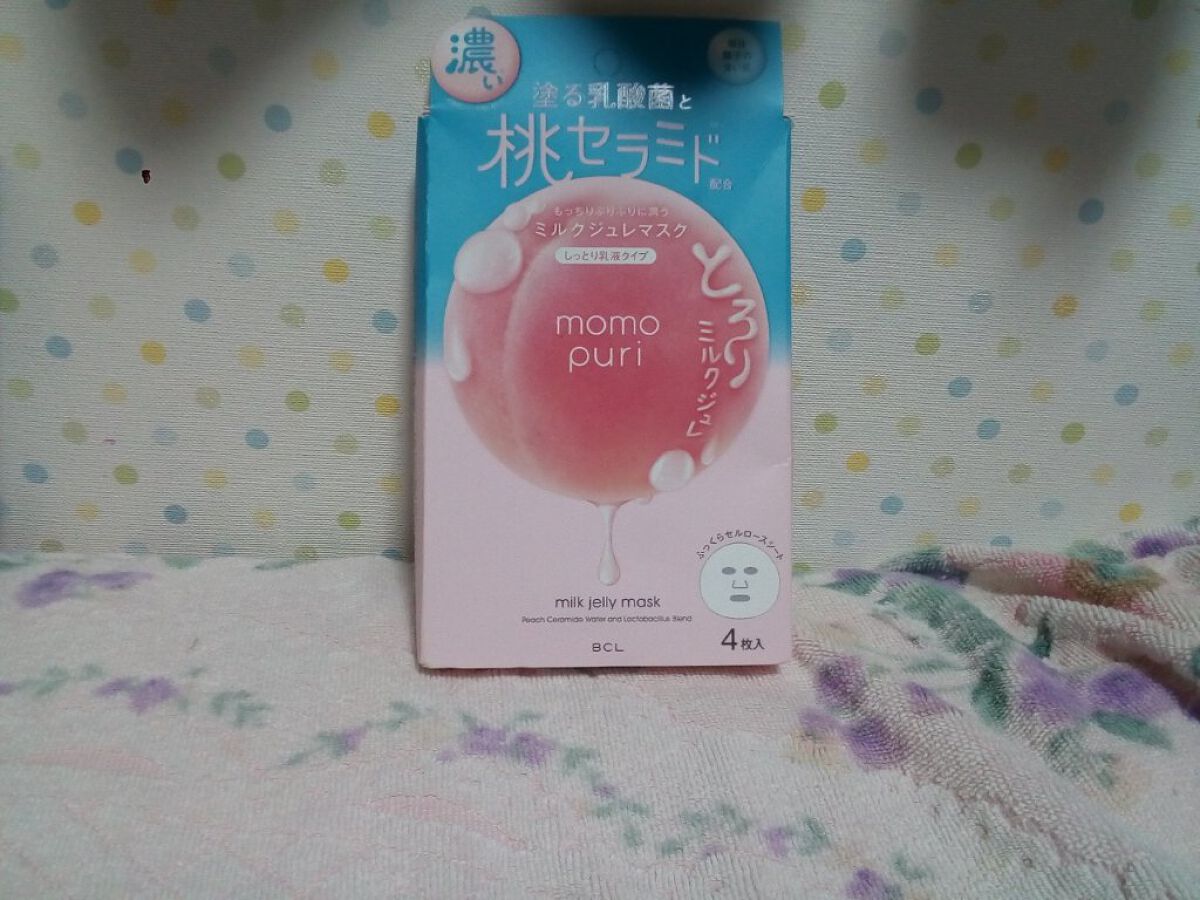 濃い
塗る乳酸菌と
桃セラミド
配合
もっちりぷりぷりに潤う
ミルクジュレマスク
しっとり乳液タイプ
とろり
ミルクジュレ
momo
puri
ふっくらセルロースシート
milk jelly mask
Peach Ceramide Water and Lactobacillus Blend
BCL
4枚入